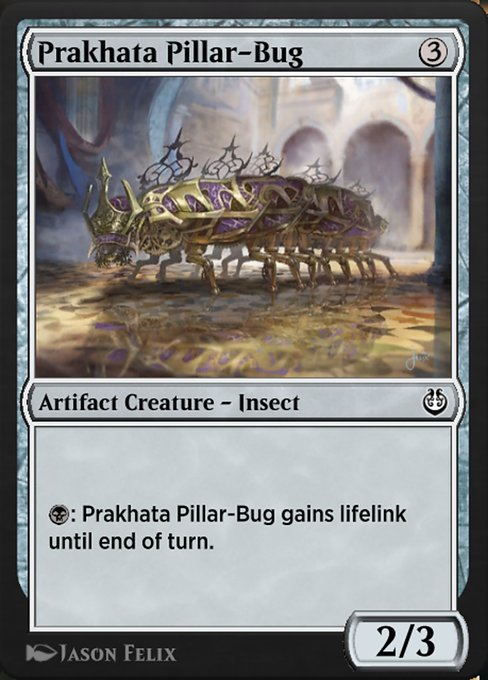 Prakhata Pillar-Bug 3
Artifact Creature – Insect
: Prakhata Pillar-Bug gains lifelink
until end of turn.
2/3
Jason Felix